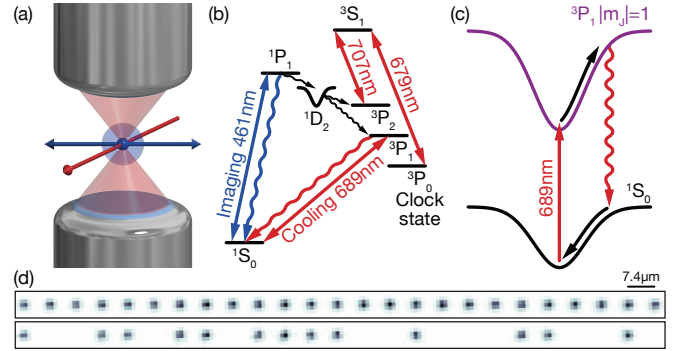 (a)
(b)
³S₁
¹P₁
707nm
679nm
¹D₂
³P₂
³P₁
³P₀
Clock
state
Imaging 461nm
Cooling 689nm
¹S₀
(c)
³P₁ |mJ|=1
689nm
¹S₀
(d)
7.4μm